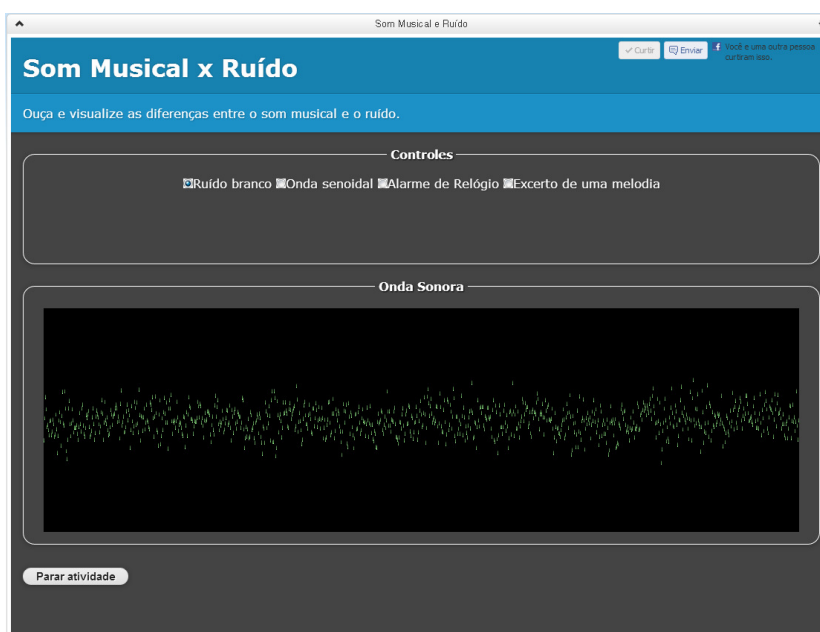 Som Musical e Ruído
Som Musical x Ruído
Curtir
Enviar
Você e uma outra pessoa
curtiram isso.
Ouça e visualize as diferenças entre o som musical e o ruído.
Controles
Ruído branco Onda senoidal Alarme de Relógio Excerto de uma melodia
Onda Sonora
Parar atividade